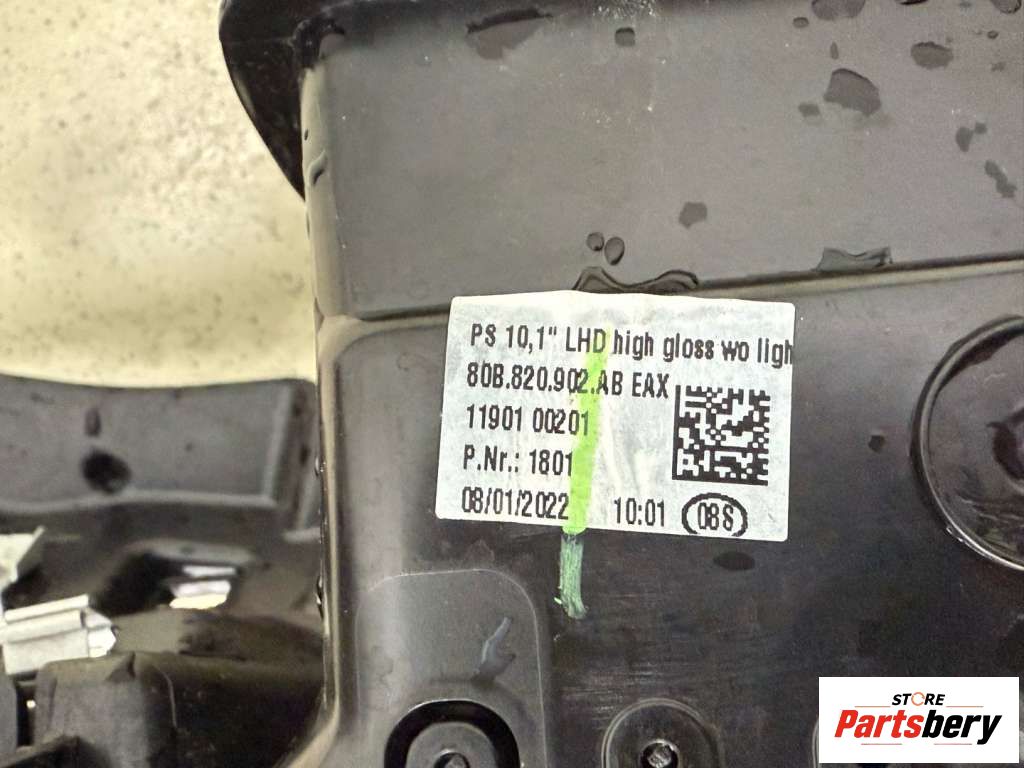 PS 10,1" LHD high gloss wo ligh
80B.820.902.AB EAX
11901 00201
P.Nr.: 1801
08/01/2022 10:01 08S
STORE
Partsbery